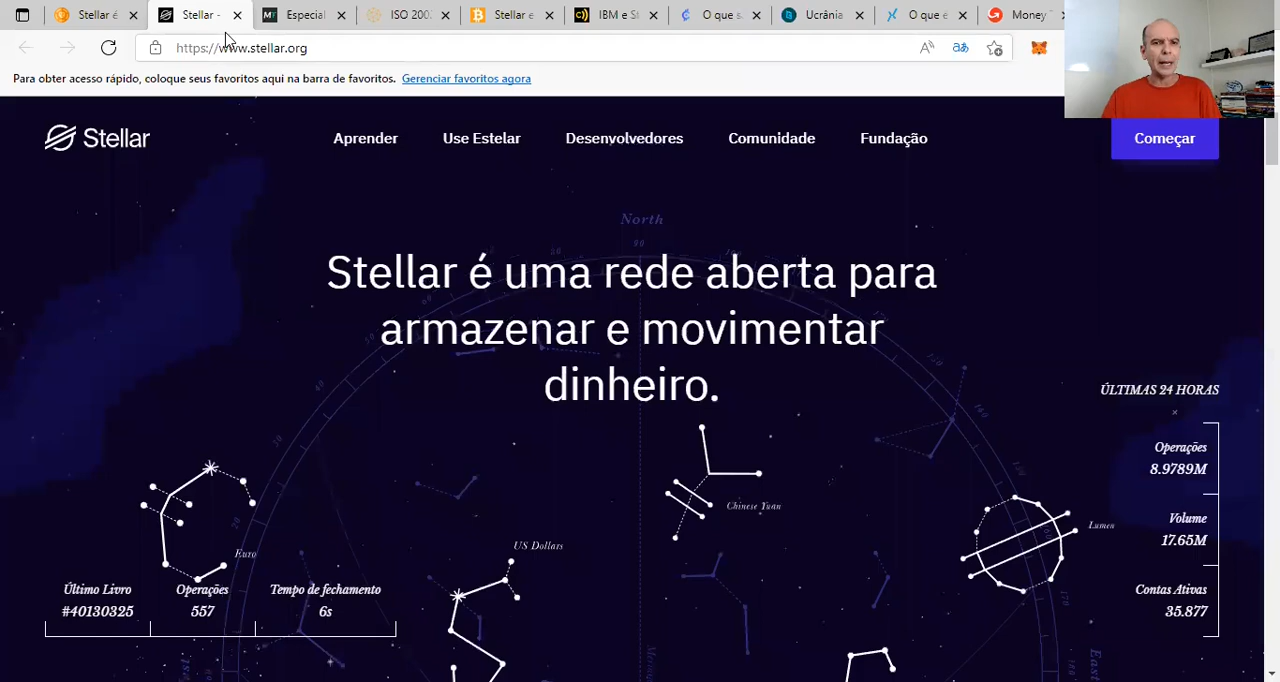 Stellar é
Stellar -
Especial
ISO 200
Stellar e
IBM e St
O que s
Ucrânia
O que e
Money
https://www.stellar.org
Para obter acesso rápido, coloque seus favoritos aqui na barra de favoritos. Gerenciar favoritos agora
Stellar
Aprender
Use Estelar
Desenvolvedores
Comunidade
Fundação
Começar
North
90
Stellar é uma rede aberta para
armazenar e movimentar
dinheiro.
ÚLTIMAS 24 HORAS
Operações
8.9789M
Volume
17.65M
Contas Ativas
35.877
Chinese Yuan
Lumen
US Dollars
Euro
Último Livro
#40130325
Operações
557
Tempo de fechamento
6s
East